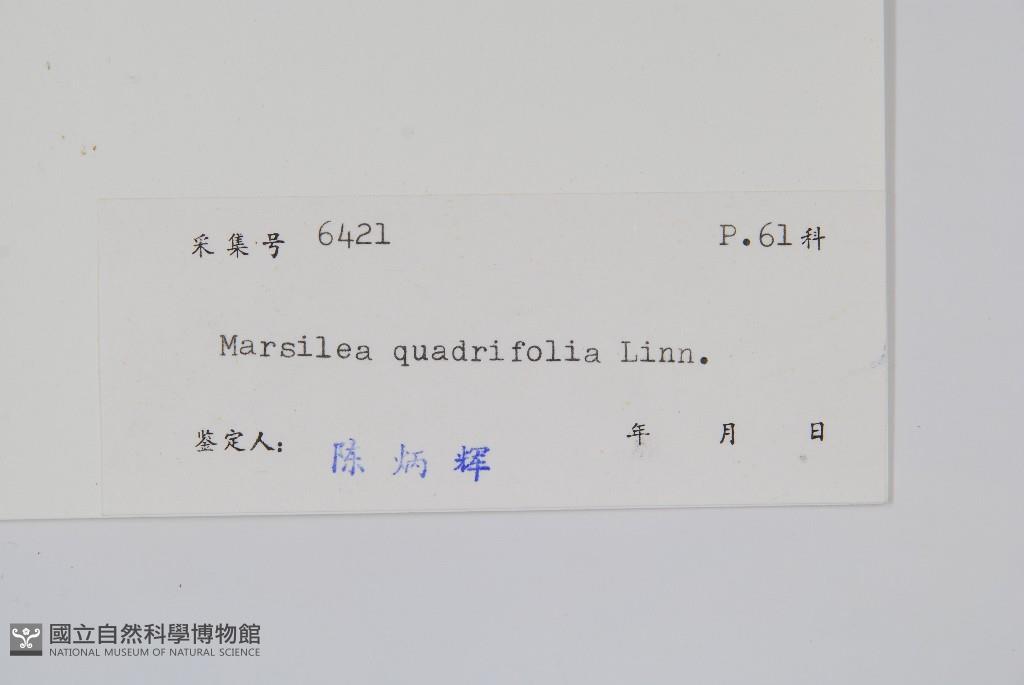 采集号 6421 P.61科
Marsilea quadrifolia Linn.
鉴定人: 陈炳辉 年 月 日
國立自然科學博物館
NATIONAL MUSEUM OF NATURAL SCIENCE